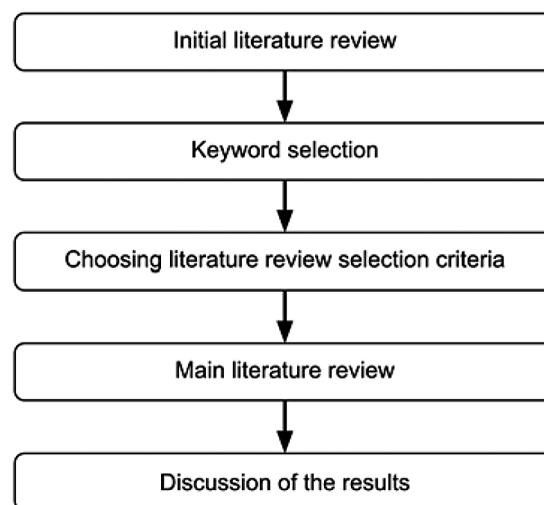 Initial literature review
Keyword selection
Choosing literature review selection criteria
Main literature review
Discussion of the results